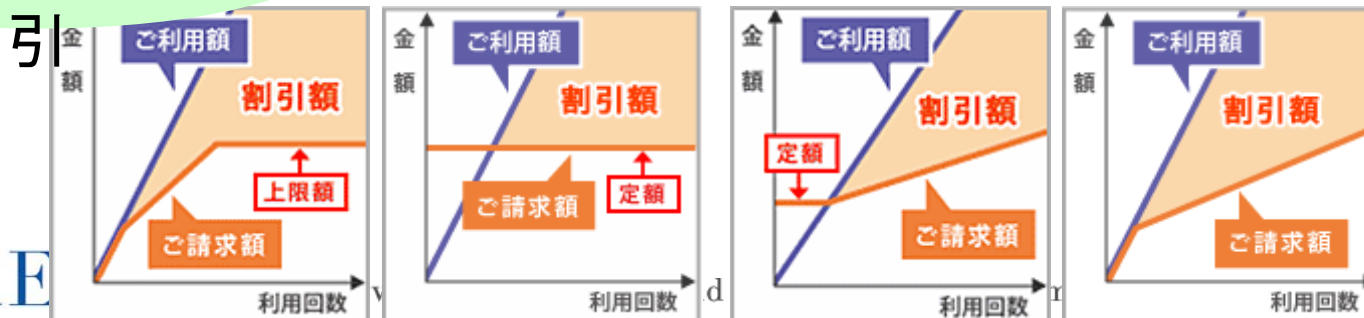 引
金額
ご利用額
割引額
上限額
ご請求額
利用回数
金額
ご利用額
割引額
ご請求額
定額
利用回数
金額
ご利用額
割引額
定額
ご請求額
利用回数
金額
ご利用額
割引額
ご請求額
利用回数
E
d